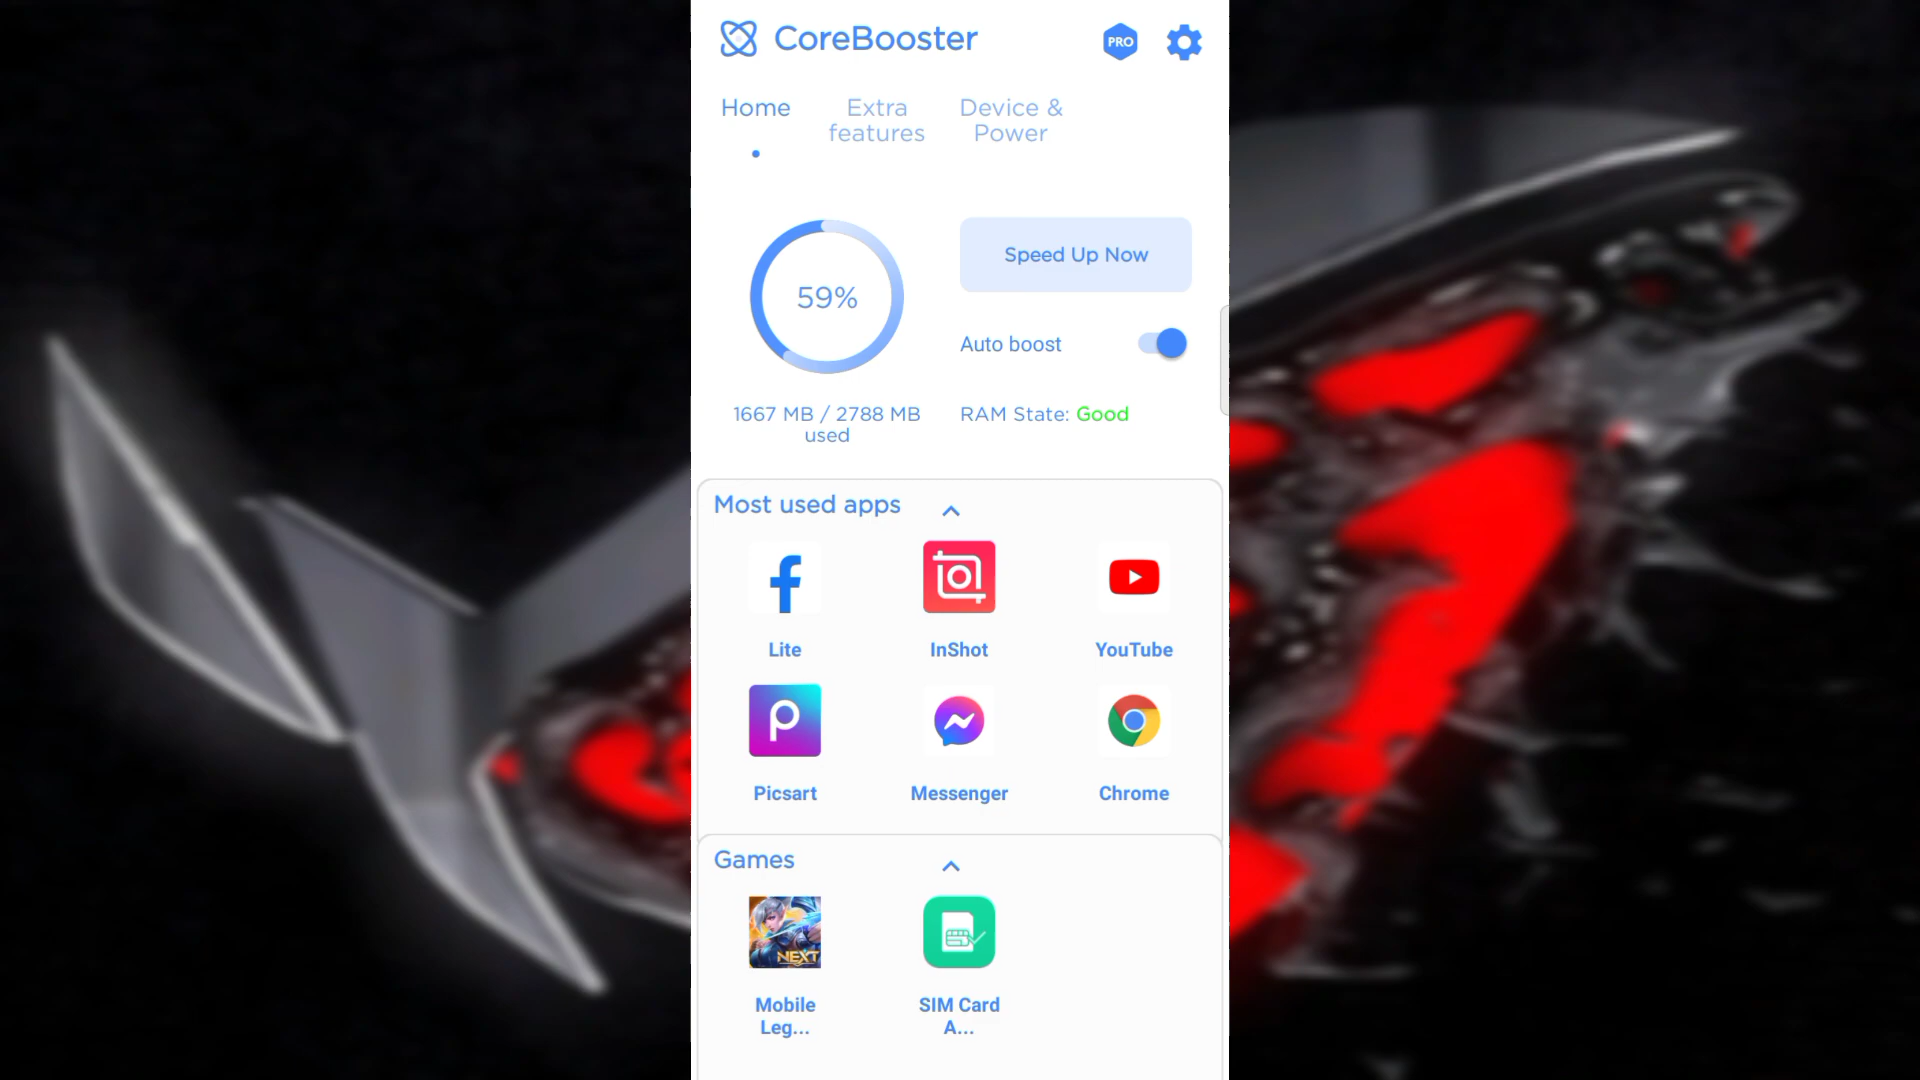 CoreBooster
PRO
Home
Extra
features
Device &
Power
59%
Speed Up Now
Auto boost
1667 MB / 2788 MB
used
RAM State: Good
Most used apps
Lite
InShot
YouTube
Picsart
Messenger
Chrome
Games
NEXT
Mobile
Leg...
SIM Card
A...